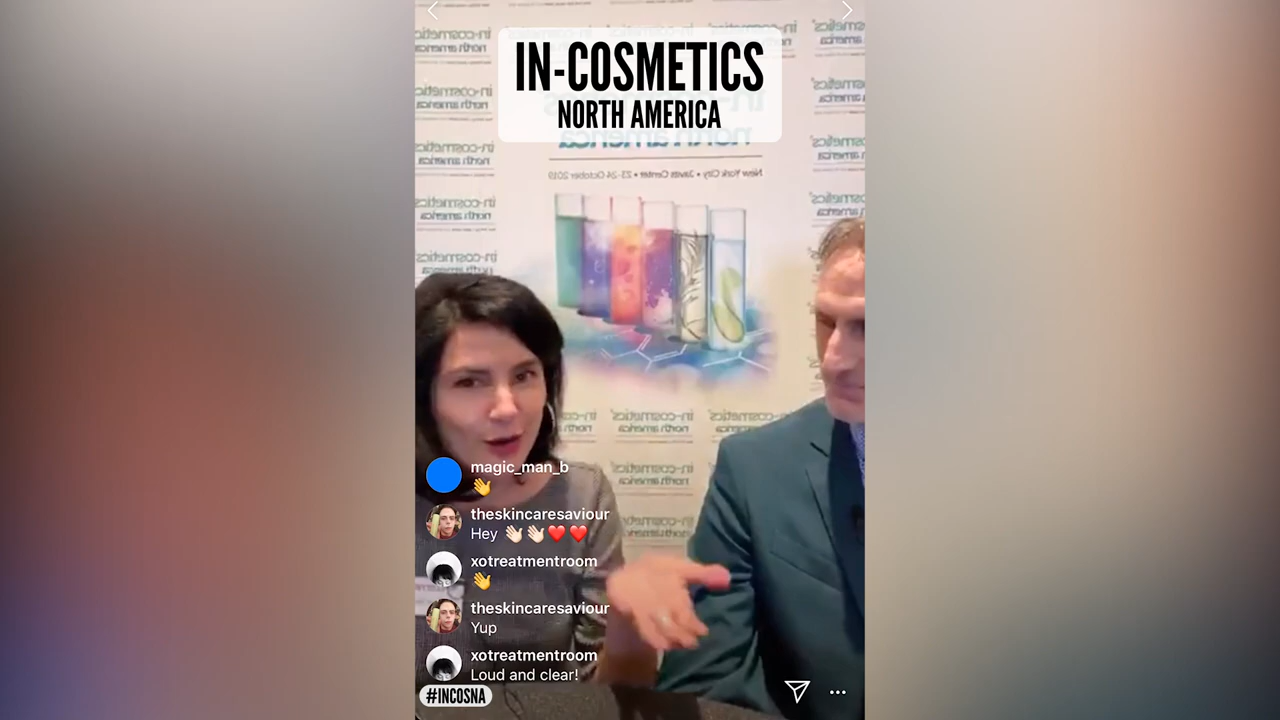 IN-COSMETICS
NORTH AMERICA
in-cosmetics
north america
New York City • Javits Center • 23-24 October 2019
magic_man_b
👋
theskincaresaviour
Hey 👋🏻👋🏻❤️❤️
xotreatmentroom
👋
theskincaresaviour
Yup
xotreatmentroom
Loud and clear!
#INCOSNA